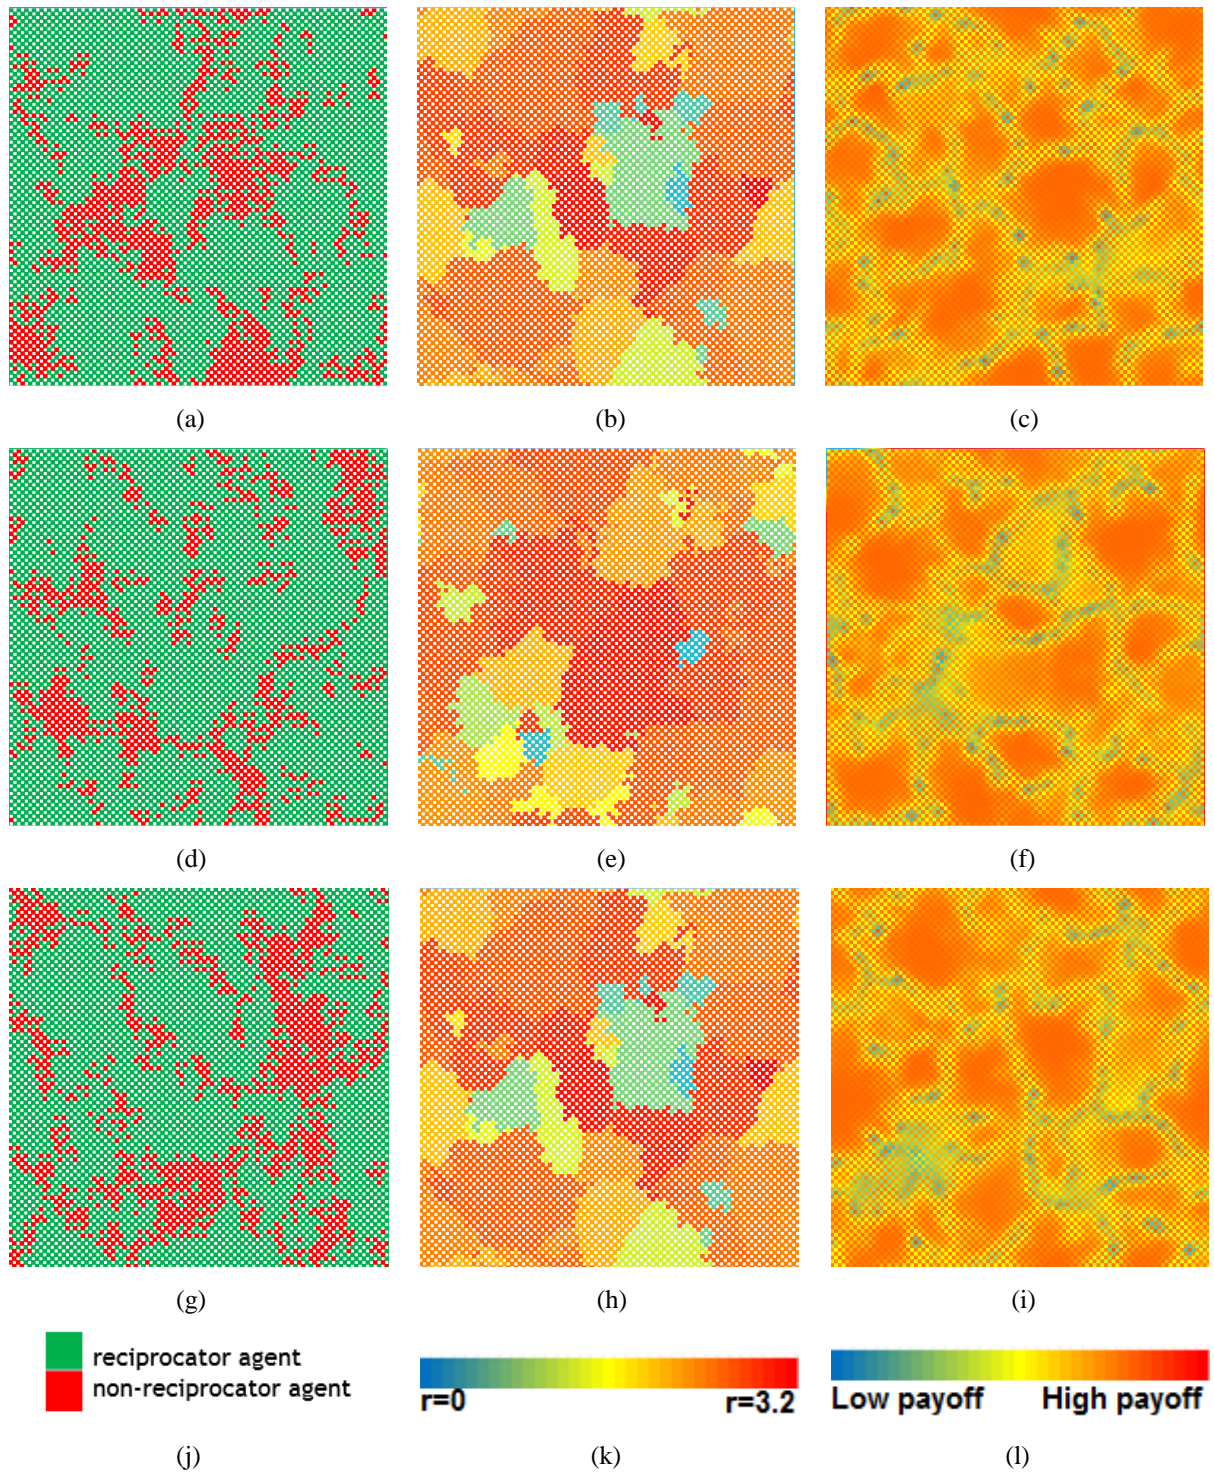 (a) (b) (c)
(d) (e) (f)
(g) (h) (i)
reciprocator agent
non-reciprocator agent
r=0 r=3.2
Low payoff High payoff
(j) (k) (l)